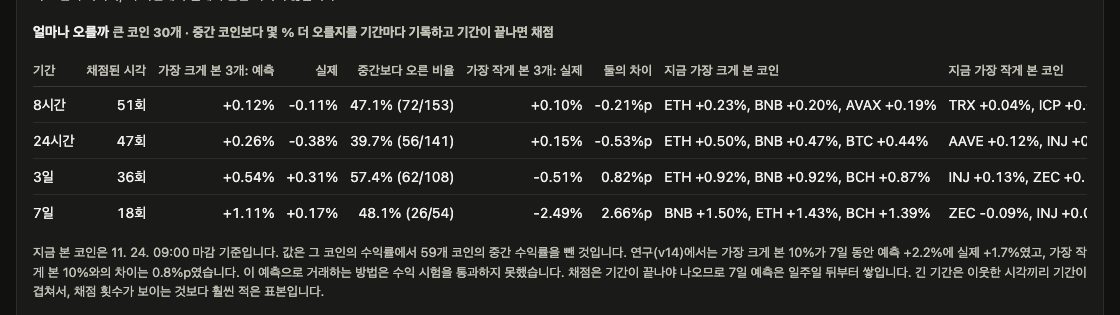 얼마나 오를까 큰 코인 30개 · 중간 코인보다 몇 % 더 오를지를 기간마다 기록하고 기간이 끝나면 채점
기간 채점된 시각 가장 크게 본 3개: 예측 실제 중간보다 오른 비율 가장 작게 본 3개: 실제 둘의 차이 지금 가장 크게 본 코인 지금 가장 작게 본 코인
8시간 51회 +0.12% -0.11% 47.1% (72/153) +0.10% -0.21%p ETH +0.23%, BNB +0.20%, AVAX +0.19% TRX +0.04%, ICP +0.
24시간 47회 +0.26% -0.38% 39.7% (56/141) +0.15% -0.53%p ETH +0.50%, BNB +0.47%, BTC +0.44% AAVE +0.12%, INJ +0
3일 36회 +0.54% +0.31% 57.4% (62/108) -0.51% 0.82%p ETH +0.92%, BNB +0.92%, BCH +0.87% INJ +0.13%, ZEC +0.
7일 18회 +1.11% +0.17% 48.1% (26/54) -2.49% 2.66%p BNB +1.50%, ETH +1.43%, BCH +1.39% ZEC -0.09%, INJ +0.0
지금 본 코인은 11. 24. 09:00 마감 기준입니다. 값은 그 코인의 수익률에서 59개 코인의 중간 수익률을 뺀 것입니다. 연구(v14)에서는 가장 크게 본 10%가 7일 동안 예측 +2.2%에 실제 +1.7%였고, 가장 작
게 본 10%와의 차이는 0.8%p였습니다. 이 예측으로 거래하는 방법은 수익 시험을 통과하지 못했습니다. 채점은 기간이 끝나야 나오므로 7일 예측은 일주일 뒤부터 쌓입니다. 긴 기간은 이웃한 시각끼리 기간이
겹쳐서, 채점 횟수가 보이는 것보다 훨씬 적은 표본입니다.